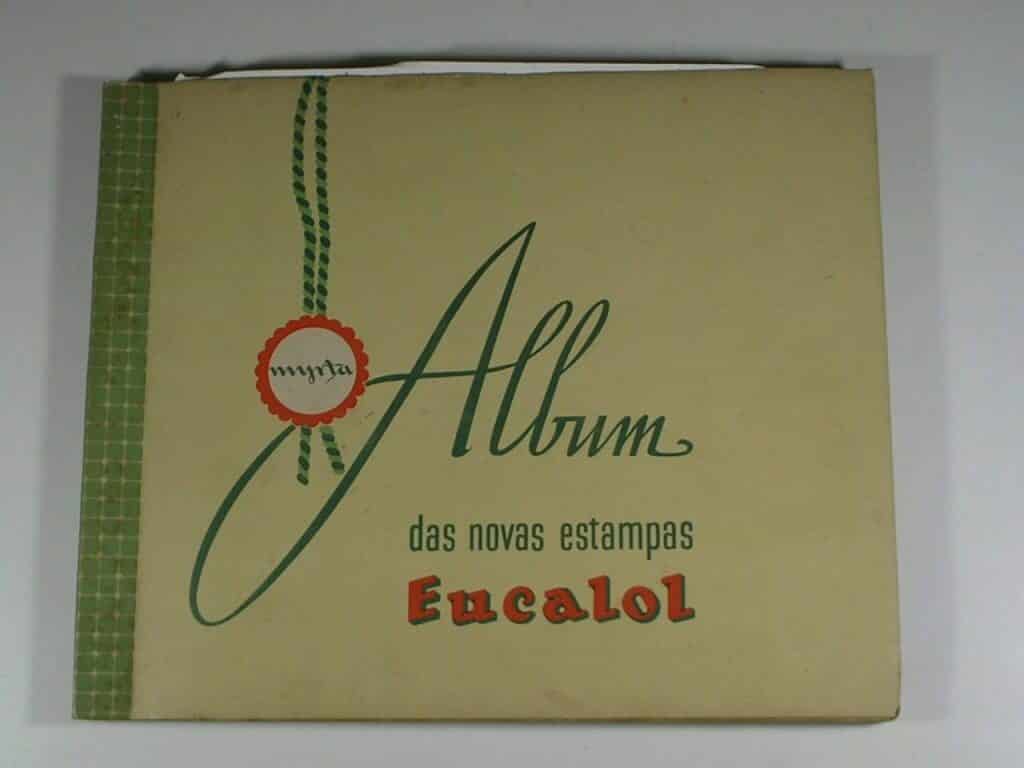 myrta
Album
das novas estampas
Eucalol